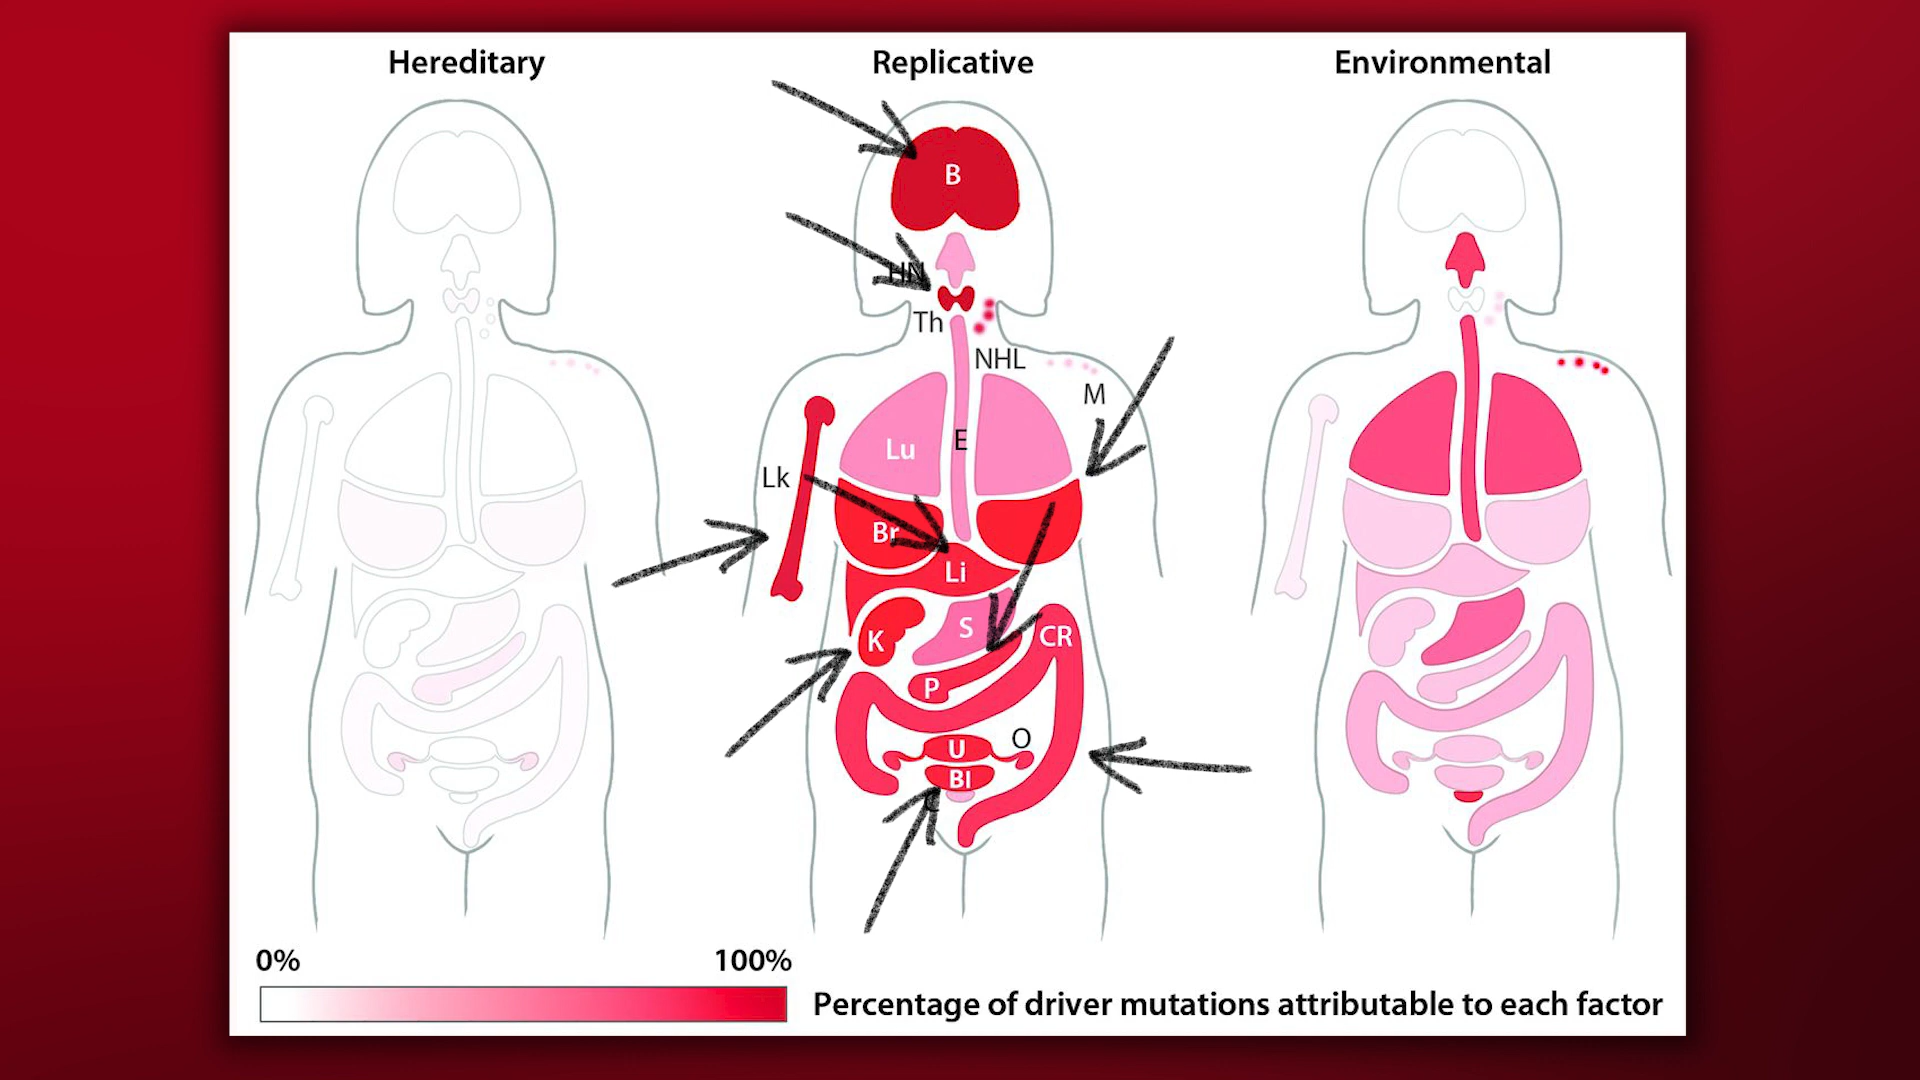 Hereditary
Replicative
Environmental
B
HN
Th
NHL
M
Lu
E
Lk
Br
Li
K
S
CR
P
U
O
Bl
C
0%
100%
Percentage of driver mutations attributable to each factor